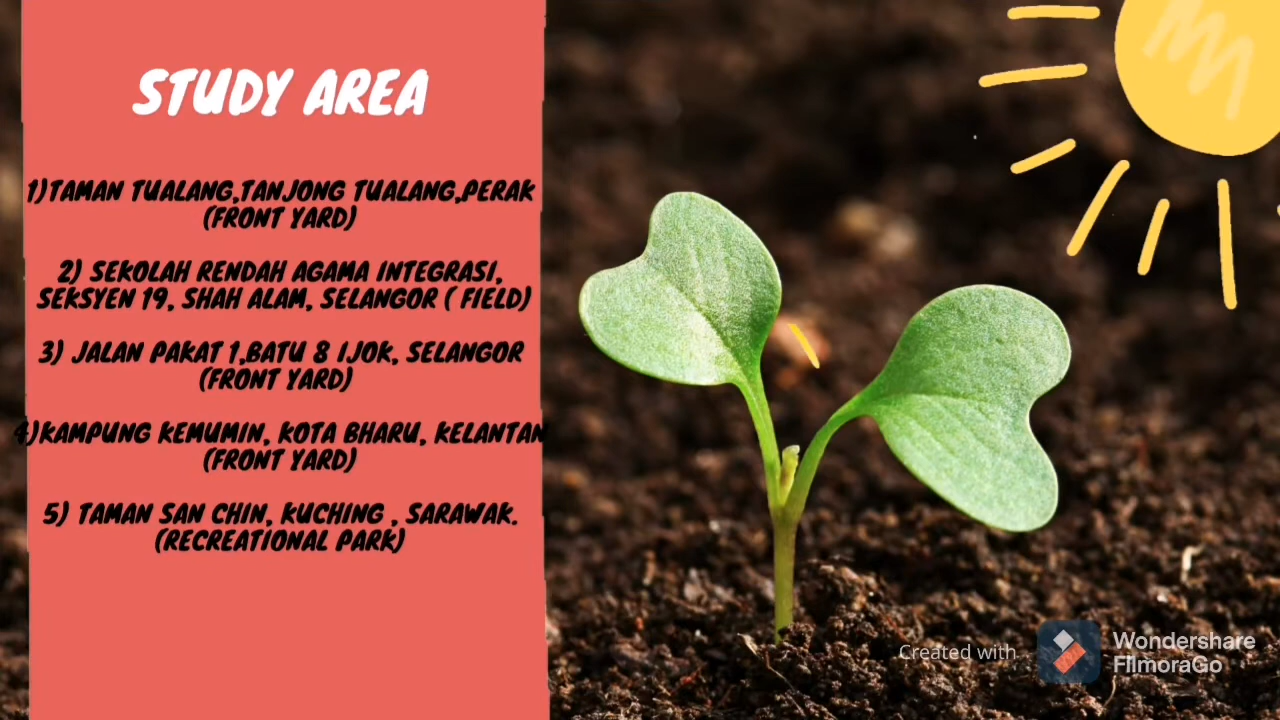 STUDY AREA
1)TAMAN TUALANG,TANJONG TUALANG,PERAK
(FRONT YARD)
2) SEKOLAH RENDAH AGAMA INTEGRASI,
SEKSYEN 19, SHAH ALAM, SELANGOR ( FIELD)
3) JALAN PAKAT 1,BATU 8 IJOK, SELANGOR
(FRONT YARD)
4)KAMPUNG KEMUMIN, KOTA BHARU, KELANTAN
(FRONT YARD)
5) TAMAN SAN CHIN, KUCHING , SARAWAK.
(RECREATIONAL PARK)
Created with
Wondershare
FilmoraGo